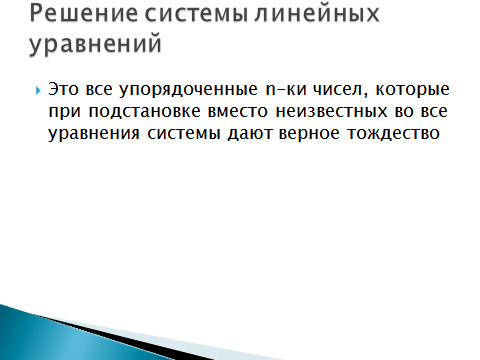 Решение системы линейных
уравнений
Это все упорядоченные n-ки чисел, которые
при подстановке вместо неизвестных во все
уравнения системы дают верное тождество